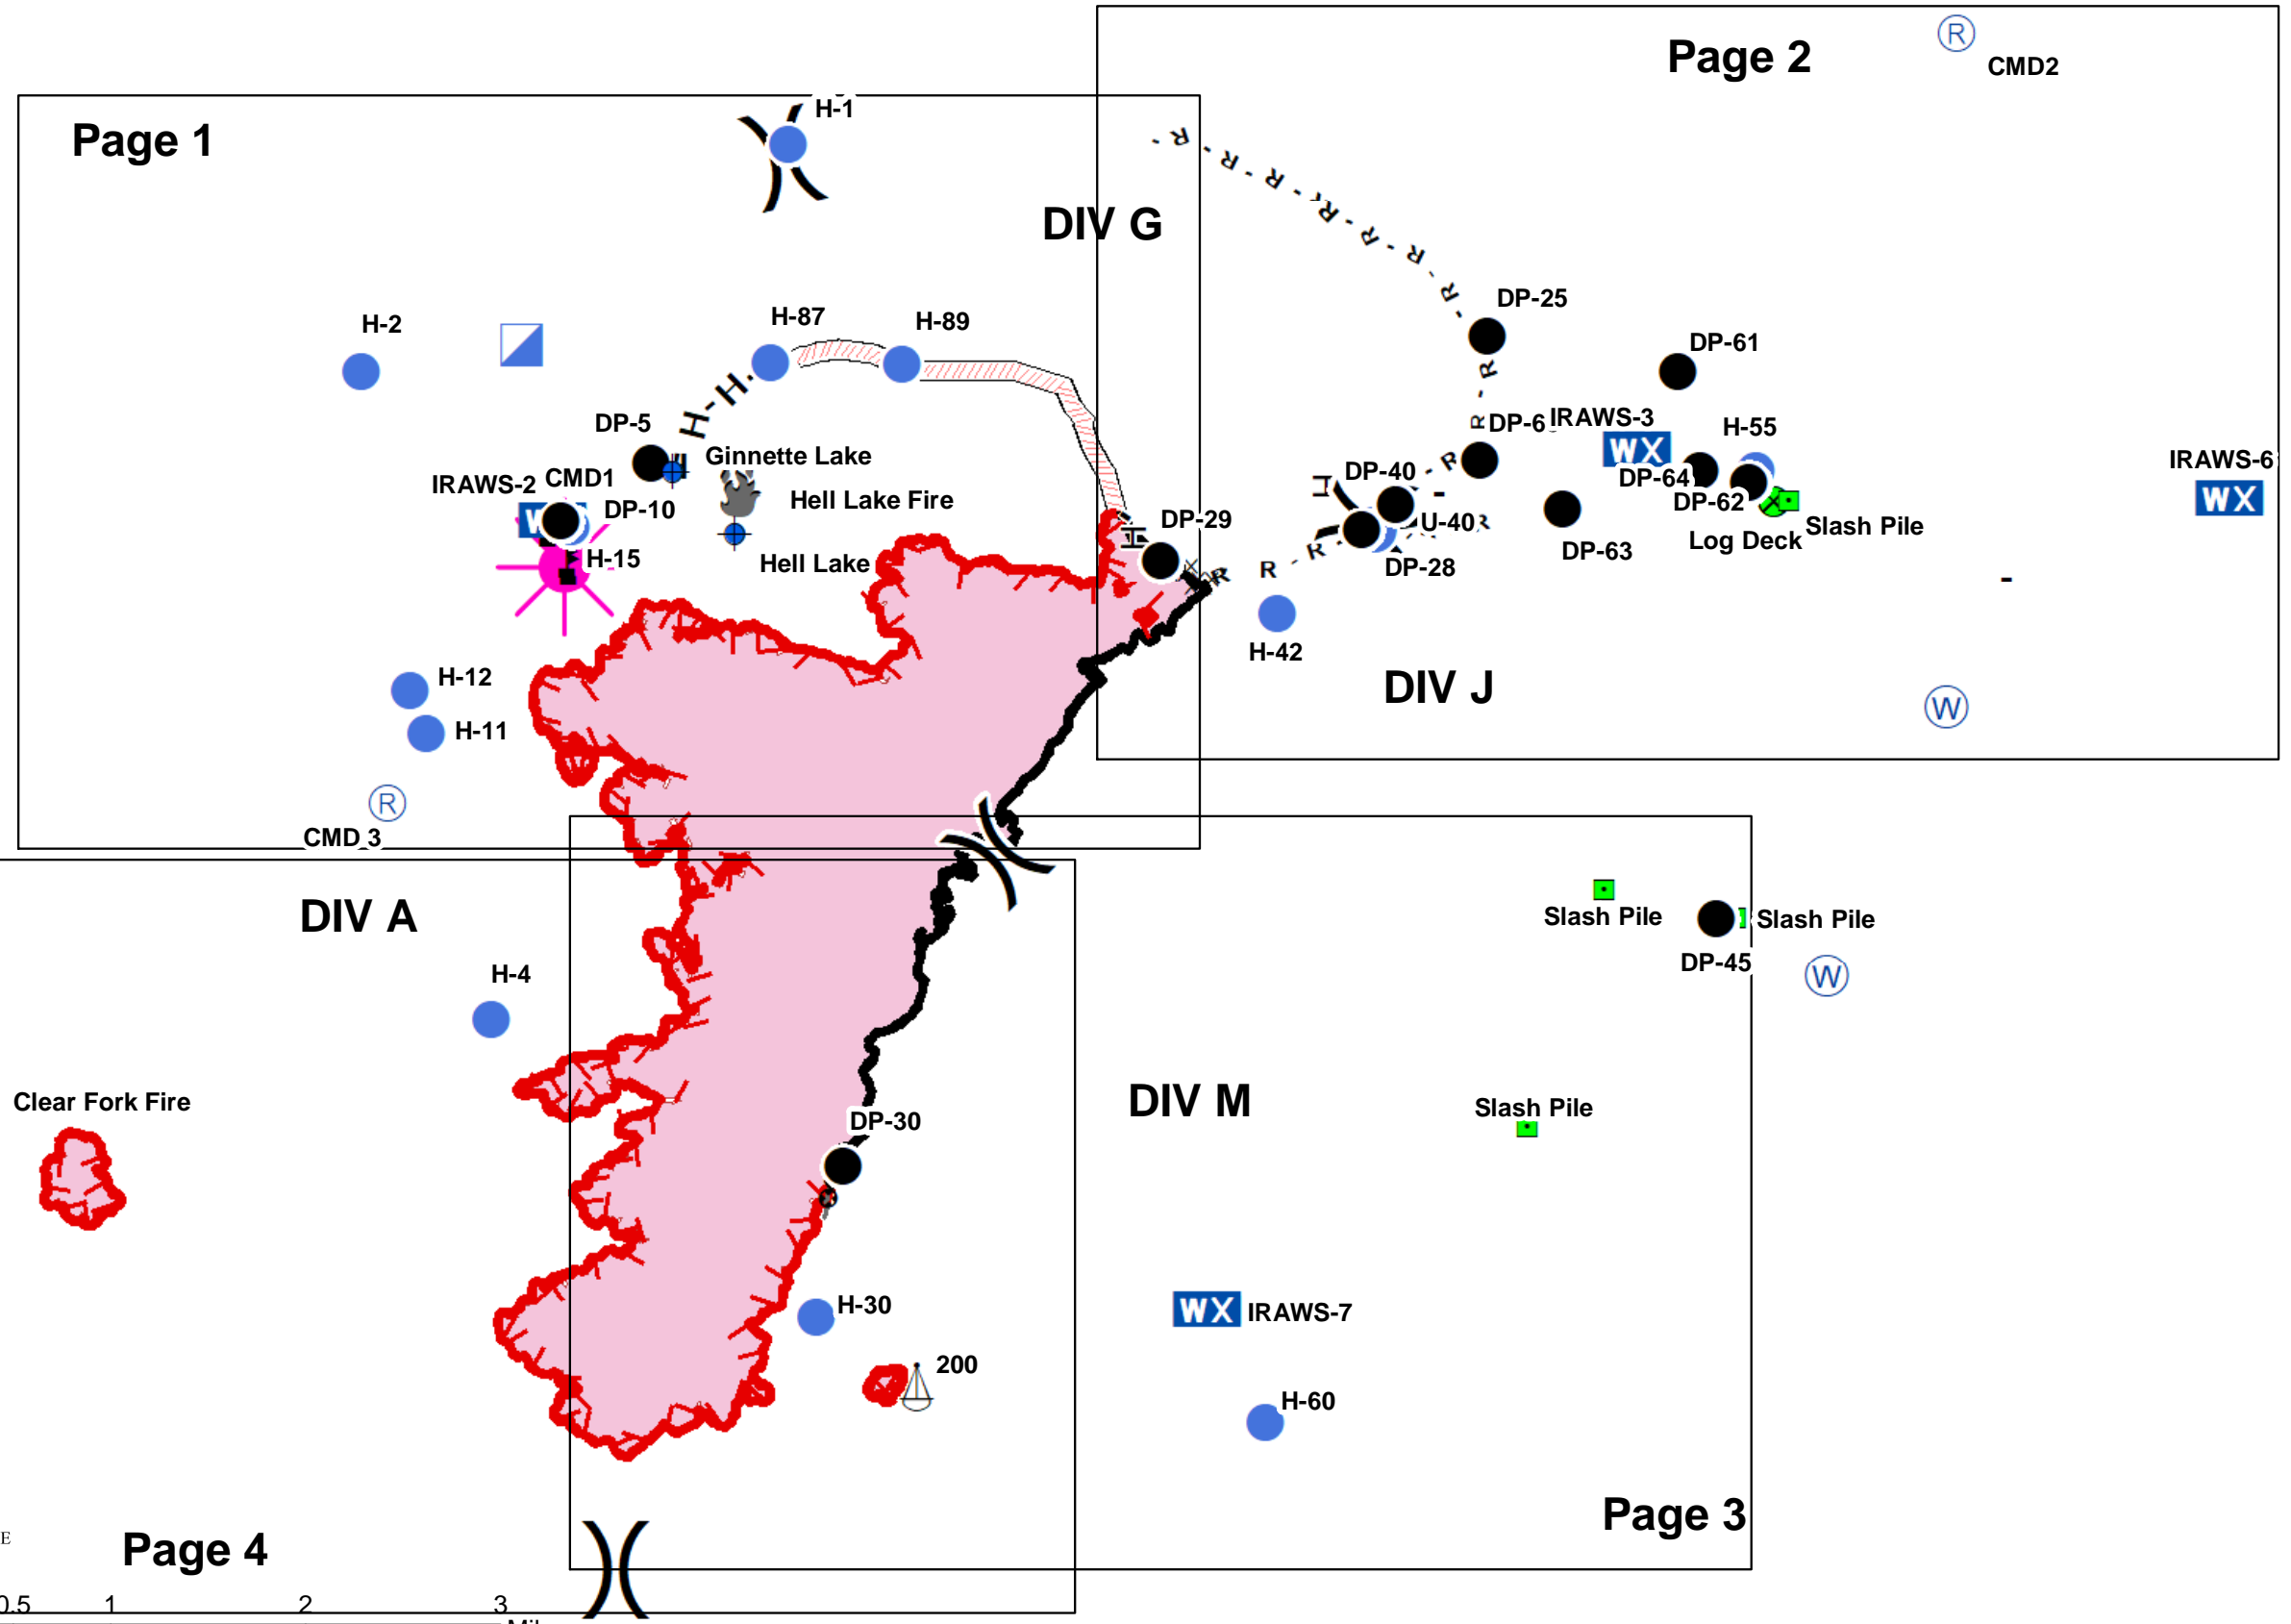 Page 2
R
CMD2
Page 1
H-1
DIV G
- R - R - R - R - R - R - R - R -
H-2
H-87
H-89
DP-25
DP-61
H-H
R - R
DP-5
DP-6
IRAWS-3
WX
H-55
Ginnette Lake
IRAWS-6
WX
IRAWS-2
CMD1
DP-40
DP-64
DP-62
DP-10
Hell Lake Fire
DP-29
U-40
Slash Pile
Log Deck
H-15
Hell Lake
DP-28
DP-63
R R - R
H-42
H-12
DIV J
H-11
W
R
CMD 3
DIV A
Slash Pile
Slash Pile
DP-45
W
H-4
Clear Fork Fire
DIV M
Slash Pile
DP-30
H-30
WX IRAWS-7
200
H-60
Page 3
E
Page 4
0.5 1 2 3